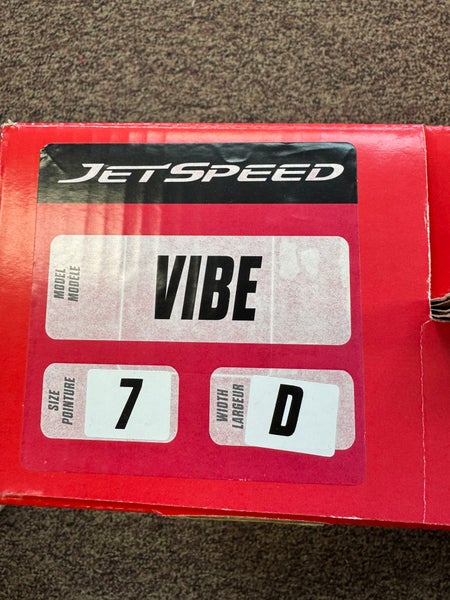 JETSPEED
MODEL
MODÈLE
VIBE
SIZE
POINTURE
7
WIDTH
LARGEUR
D